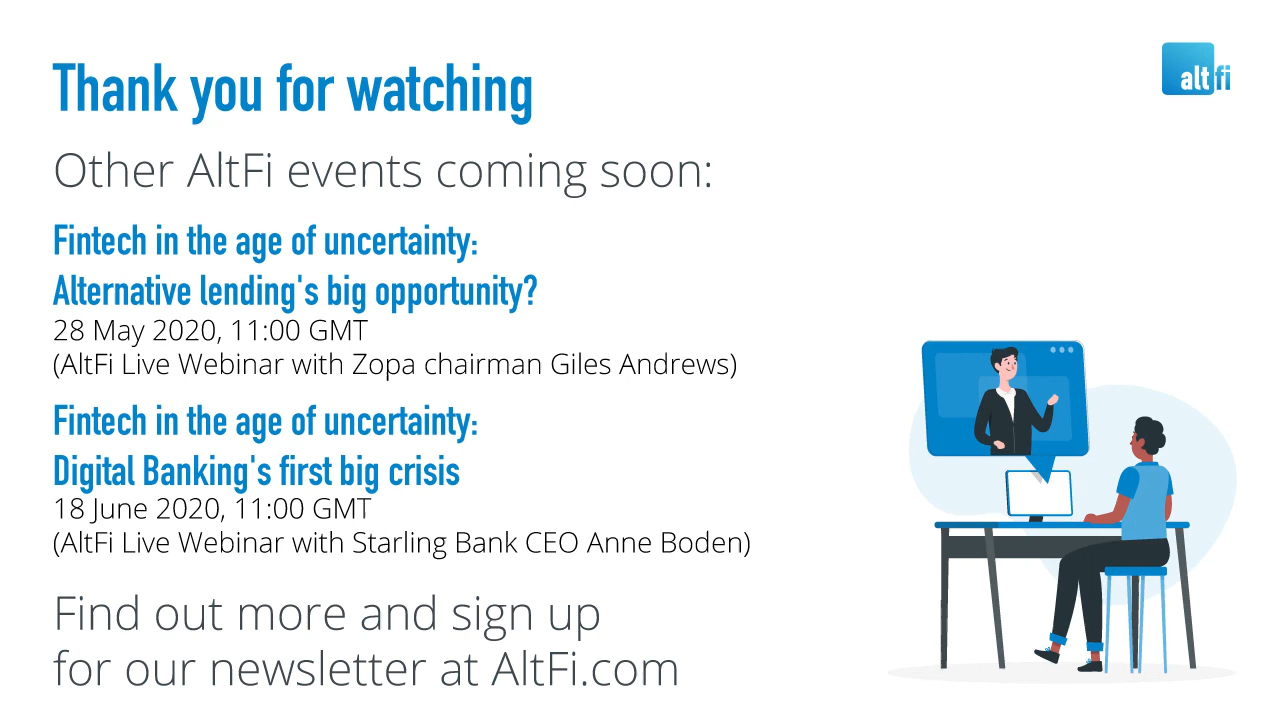 Thank you for watching
altfi
Other AltFi events coming soon:
Fintech in the age of uncertainty:
Alternative lending's big opportunity?
28 May 2020, 11:00 GMT
(AltFi Live Webinar with Zopa chairman Giles Andrews)
Fintech in the age of uncertainty:
Digital Banking's first big crisis
18 June 2020, 11:00 GMT
(AltFi Live Webinar with Starling Bank CEO Anne Boden)
Find out more and sign up
for our newsletter at AltFi.com